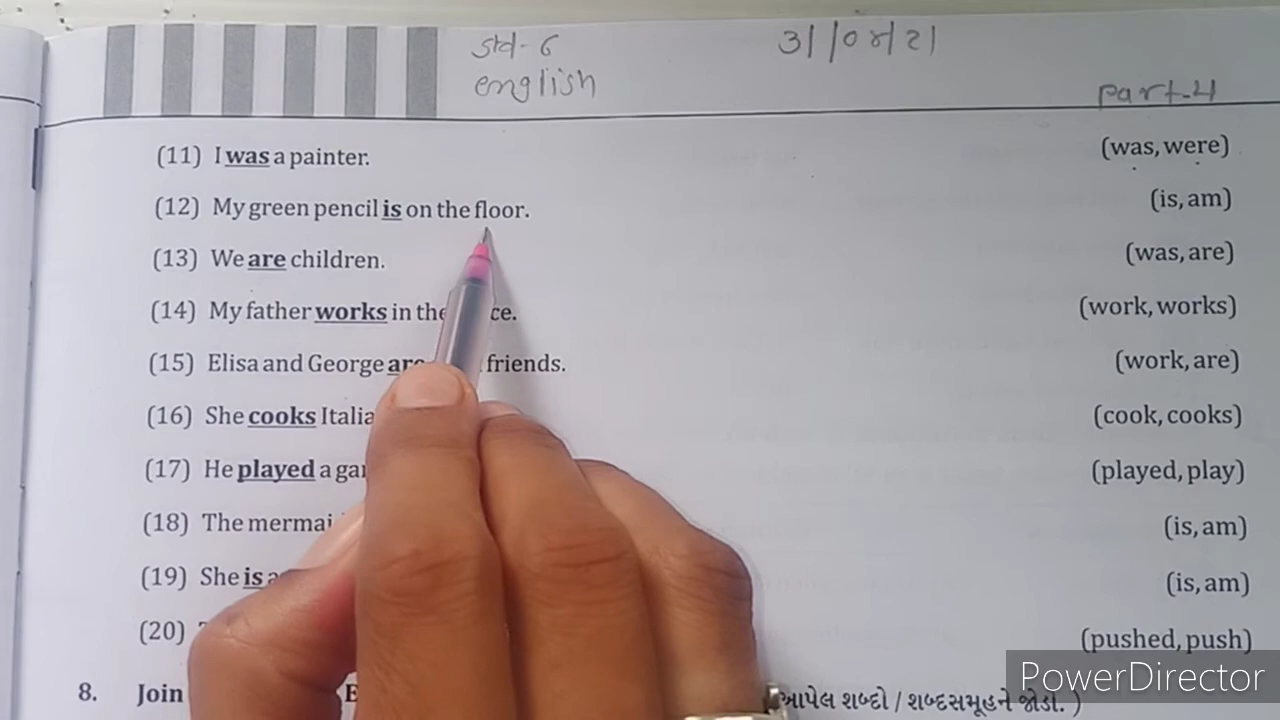 Std- 6
english
31/07/21
Part-4
(11) I was a painter. (was, were)
(12) My green pencil is on the floor. (is, am)
(13) We are children. (was, are)
(14) My father works in the (work, works)
(15) Elisa and George are friends. (work, are)
(16) She cooks (cook, cooks)
(17) He played a (played, play)
(18) The (is, am)
(19) She is (is, am)
(20) (pushed, push)
8. Join આપેલ શબ્દો / શબ્દસમૂહને જોડો. )
PowerDirector